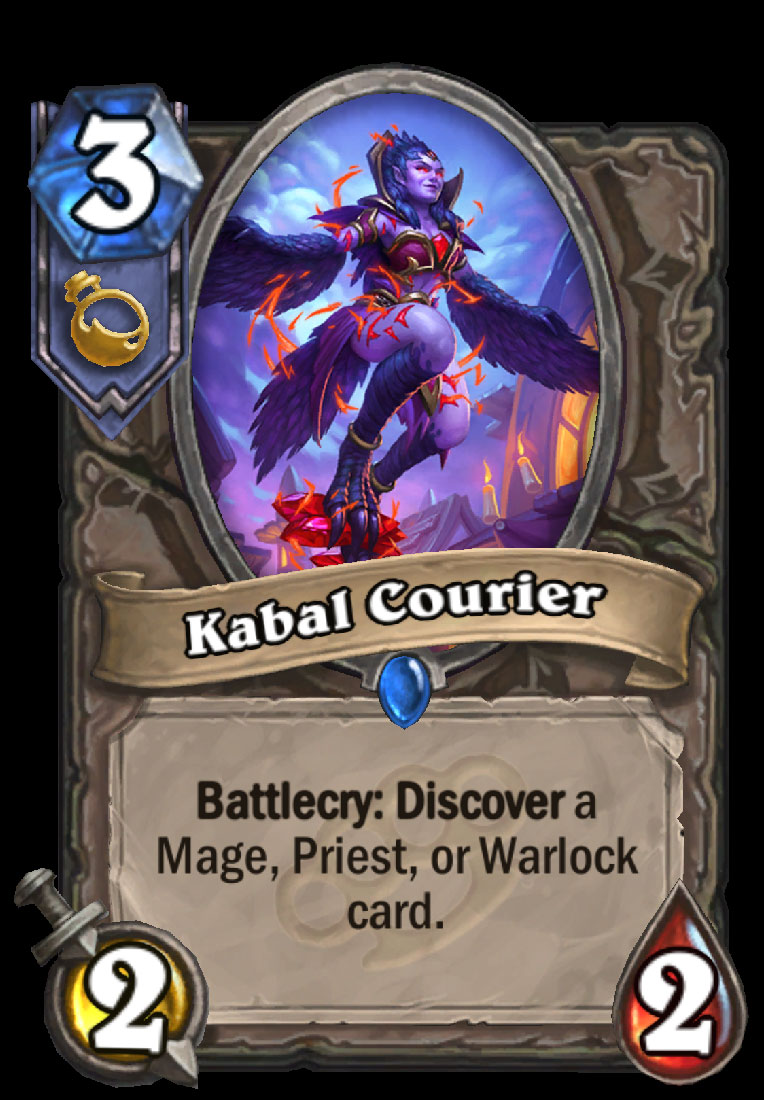 3
Kabal Courier
Battlecry: Discover a
Mage, Priest, or Warlock
card.
2
2